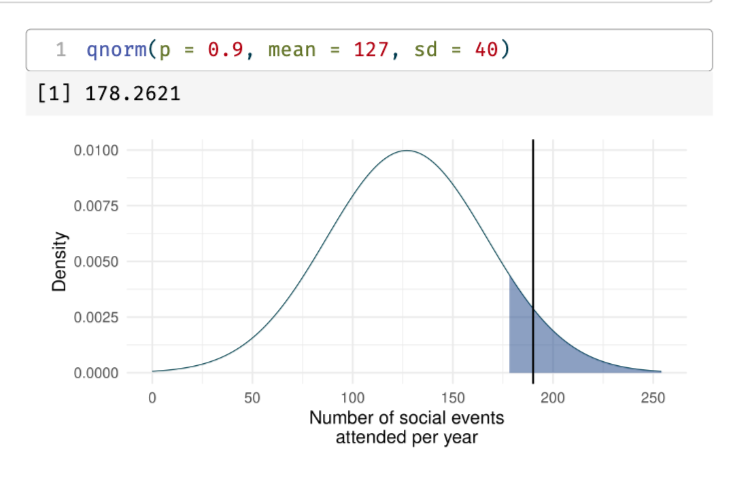 1 qnorm(p = 0.9, mean = 127, sd = 40)
[1] 178.2621
0.0100
0.0075
0.0050
0.0025
0.0000
Density
0 50 100 150 200 250
Number of social events
attended per year